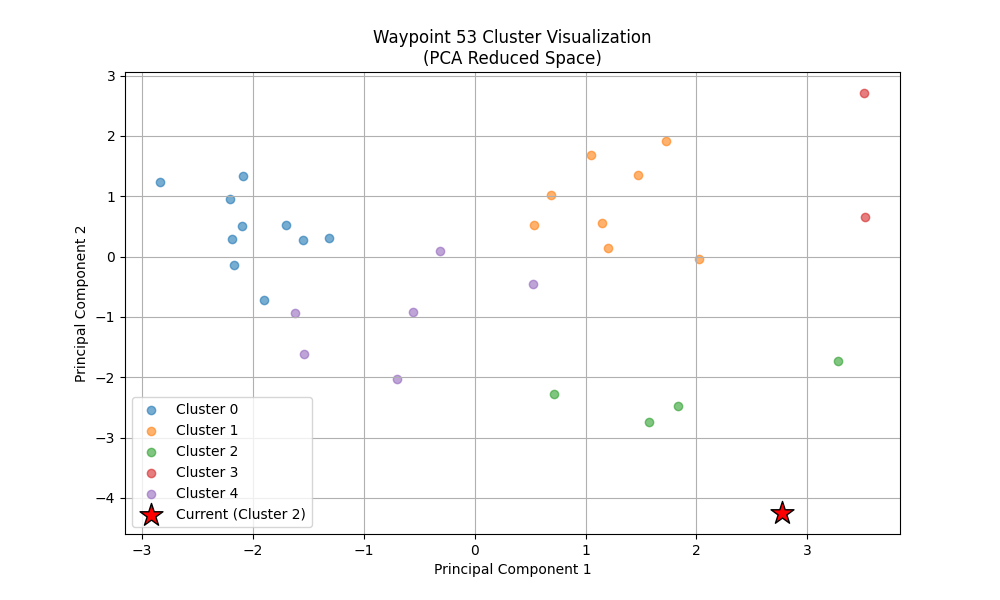 Waypoint 53 Cluster Visualization
(PCA Reduced Space)
Principal Component 2
3
2
1
0
−1
−2
−3
−4
Cluster 0
Cluster 1
Cluster 2
Cluster 3
Cluster 4
Current (Cluster 2)
−3
−2
−1
0
1
2
3
Principal Component 1